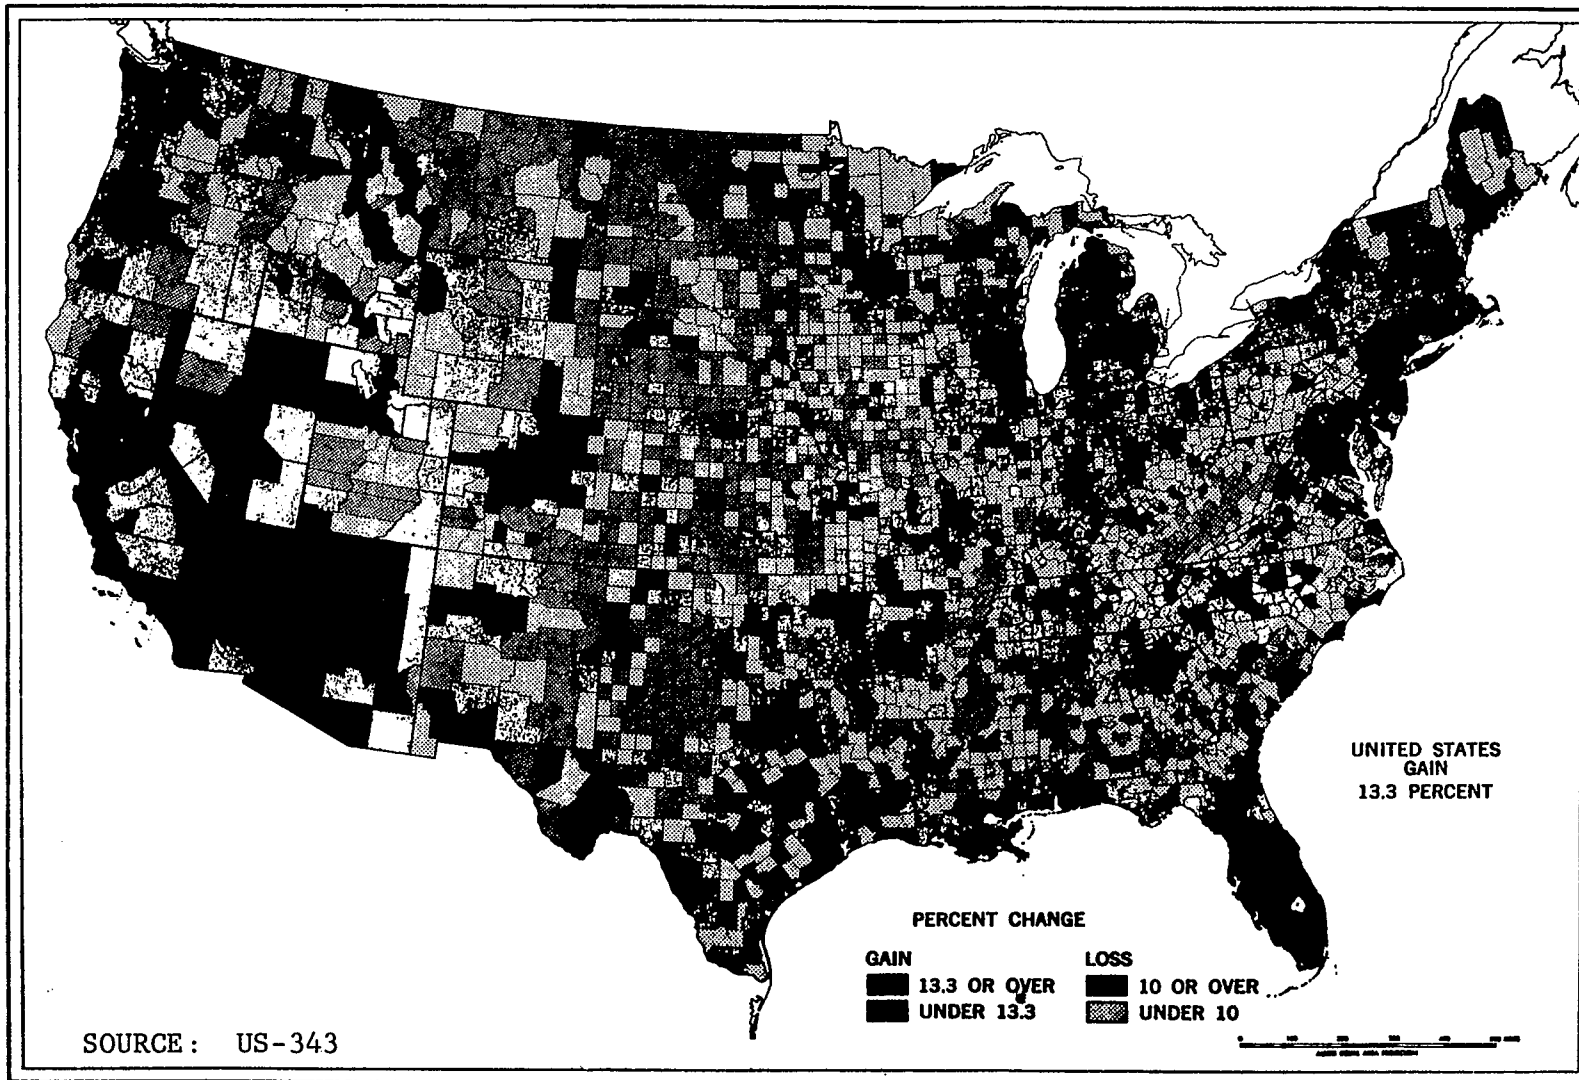 UNITED STATES
GAIN
13.3 PERCENT
PERCENT CHANGE
GAIN
LOSS
13.3 OR OVER
10 OR OVER
UNDER 13.3
UNDER 10
SOURCE: US-343